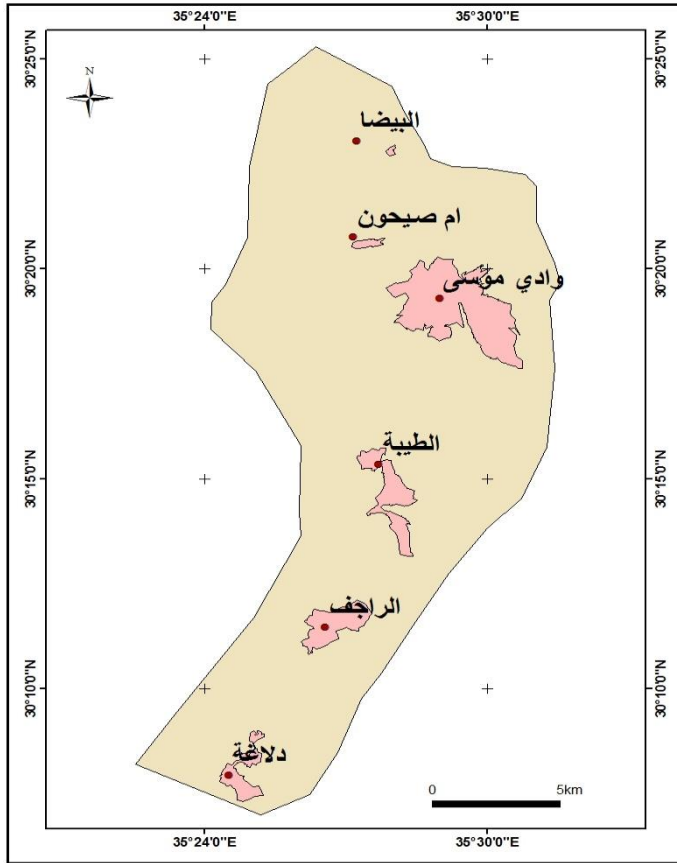 35°24'0"E 35°30'0"E
N
30°25'0"N 30°25'0"N
البيضا
ام صيحون
30°20'0"N 30°20'0"N
وادي موسى
الطيبة
30°15'0"N 30°15'0"N
الراجف
30°10'0"N 30°10'0"N
دلاغة
0 5km
35°24'0"E 35°30'0"E